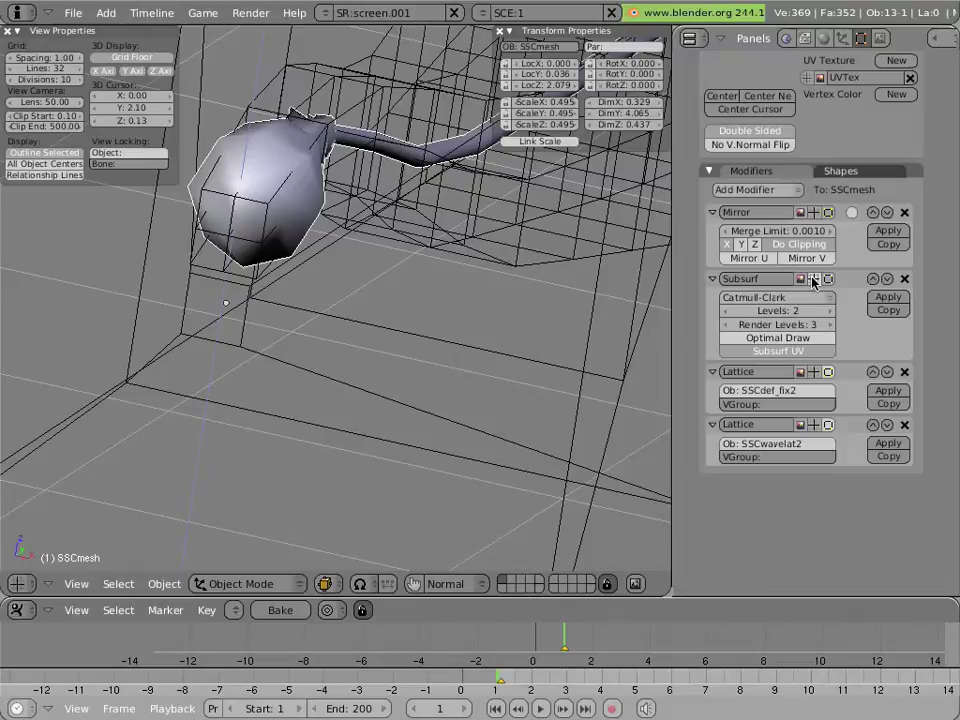 File Add Timeline Game Render Help SR:screen.001 SCE:1 www.blender.org 244.1 Ve:369 | Fa:352 | Ob:13-1 | La:0
View Properties
Grid:
Spacing: 1.00
Lines: 32
Divisions: 10
View Camera:
Lens: 50.00
Clip Start: 0.10
Clip End: 500.00
Display:
Outline Selected
All Object Centers
Relationship Lines
3D Display:
Grid Floor
X Axi Y Axi Z Axi
3D Cursor:
X: 0.00
Y: 2.10
Z: 0.13
View Locking:
Object:
Bone:
Transform Properties
OB: SSCmesh Par:
LocX: 0.000 RotX: 0.000
LocY: 0.036 RotY: 0.000
LocZ: 2.079 RotZ: 0.000
ScaleX: 0.495 DimX: 0.329
ScaleY: 0.495 DimY: 4.065
ScaleZ: 0.495 DimZ: 0.437
Link Scale
z
y
x
(1) SSCmesh
Panels
UV Texture New
UVTex
Vertex Color New
Center Center Ne
Center Cursor
Double Sided
No V.Normal Flip
Modifiers Shapes
Add Modifier To: SSCmesh
Mirror
Merge Limit: 0.0010 Apply
X Y Z Do Clipping Copy
Mirror U Mirror V
Subsurf
Catmull-Clark Apply
Levels: 2 Copy
Render Levels: 3
Optimal Draw
Subsurf UV
Lattice
Ob: SSCdef_fix2 Apply
VGroup: Copy
Lattice
Ob: SSCwavelat2 Apply
VGroup: Copy
View Select Object Object Mode Normal
View Select Marker Key Bake
-14 -12 -10 -8 -6 -4 -2 0 2 4 6 8 10 12 14
-12 -11 -10 -9 -8 -7 -6 -5 -4 -3 -2 -1 0 1 2 3 4 5 6 7 8 9 10 11 12 13 14
View Frame Playback Pr Start: 1 End: 200 1